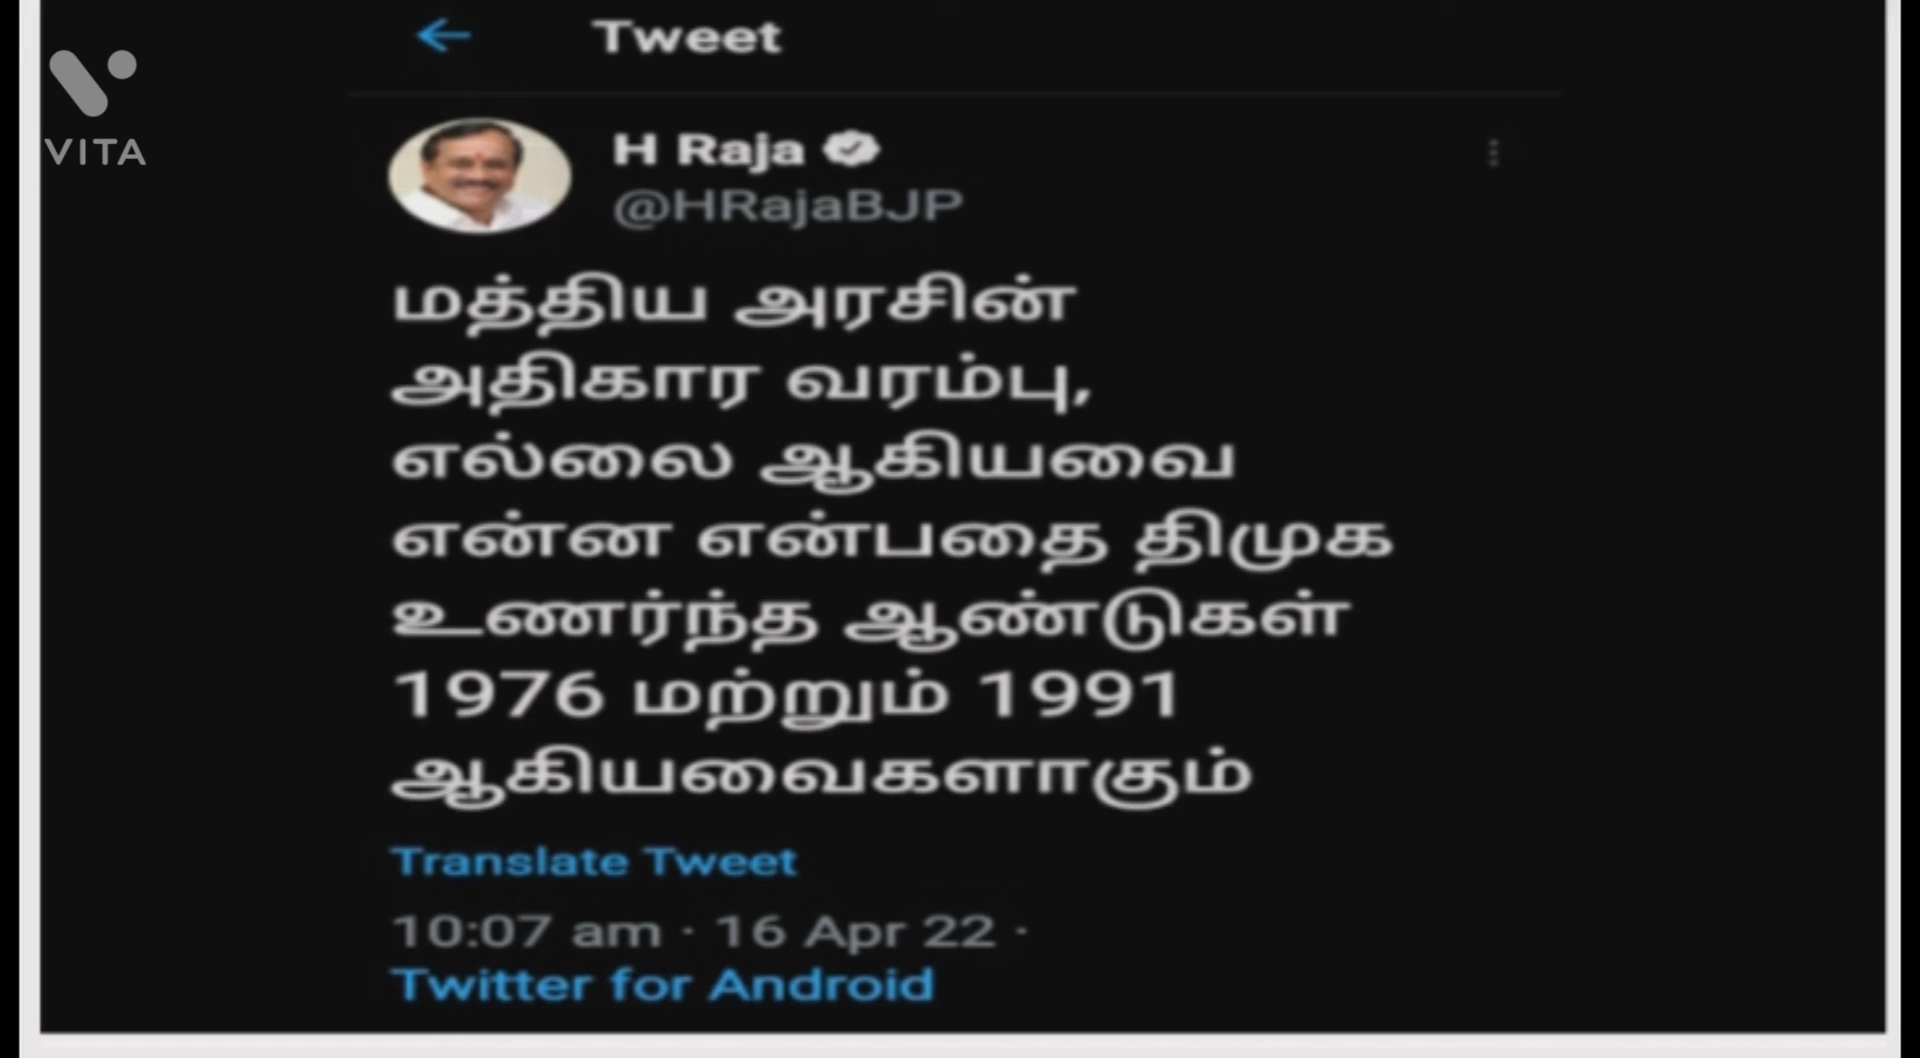 Tweet
VITA
H Raja
@HRajaBJP
மத்திய அரசின்
அதிகார வரம்பு,
எல்லை ஆகியவை
என்ன என்பதை திமுக
உணர்ந்த ஆண்டுகள்
1976 மற்றும் 1991
ஆகியவைகளாகும்
Translate Tweet
10:07 am · 16 Apr 22 ·
Twitter for Android